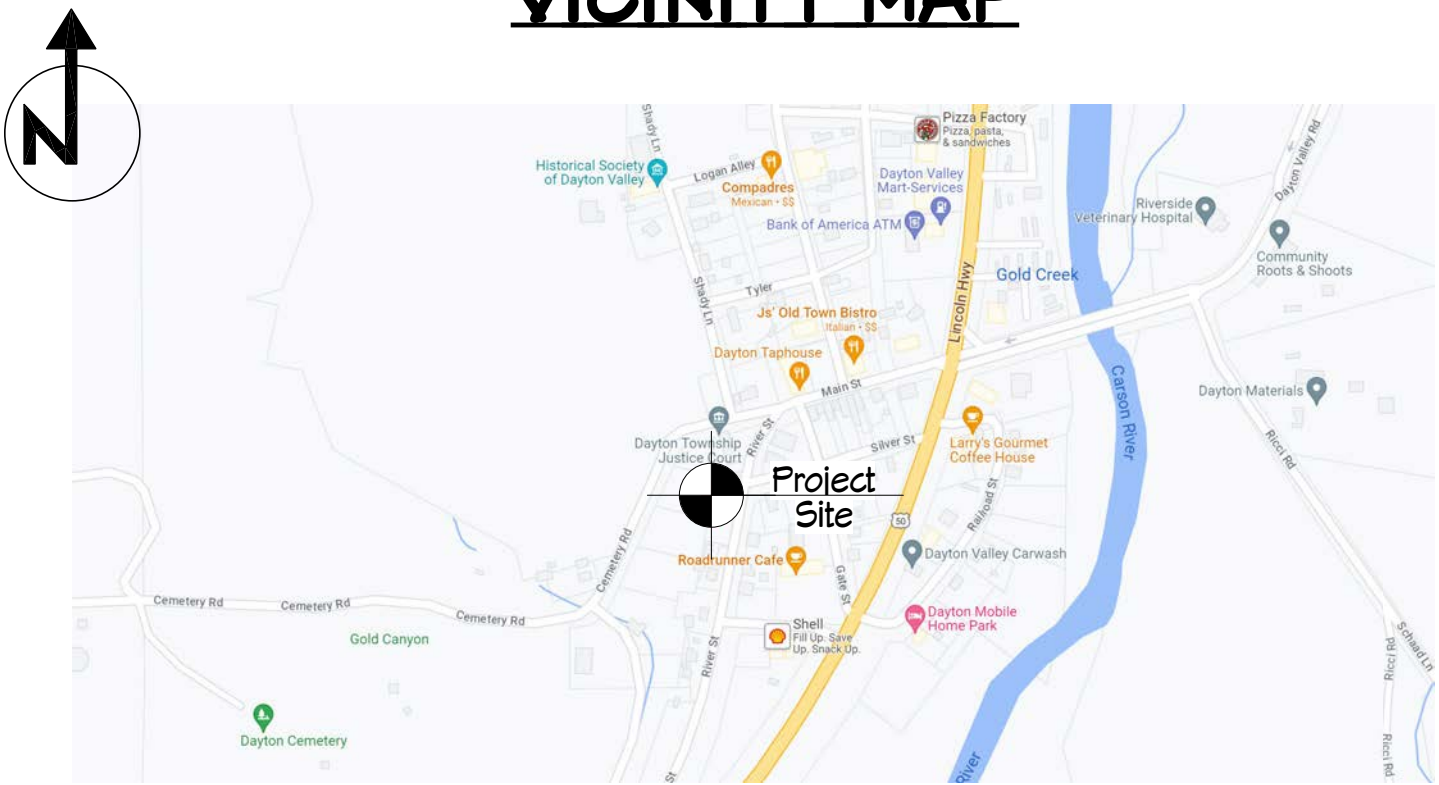 VICINITY MAP
N
Shady Ln
Pizza Factory
Pizza, pasta,
& sandwiches
Dayton Valley Rd
Historical Society
of Dayton Valley
Logan Alley
Compadres
Mexican • $$
Dayton Valley
Mart-Services
Bank of America ATM
Riverside
Veterinary Hospital
Community
Roots & Shoots
Gold Creek
Lincoln Hwy
Shady Ln
Tyler
Js' Old Town Bistro
Italian • $$
Dayton Taphouse
Main St
Carson River
Dayton Materials
Ricci Rd
Dayton Township
Justice Court
River St
Silver St
Larry's Gourmet
Coffee House
Project
Site
Railroad St
50
Cemetery Rd
Roadrunner Cafe
Dayton Valley Carwash
Gate St
Cemetery Rd
Cemetery Rd
Cemetery Rd
Gold Canyon
Shell
Fill Up. Save
Up. Snack Up.
Dayton Mobile
Home Park
River St
Ricci Rd
Schaad Ln
Dayton Cemetery
St
River
Ricci Rd